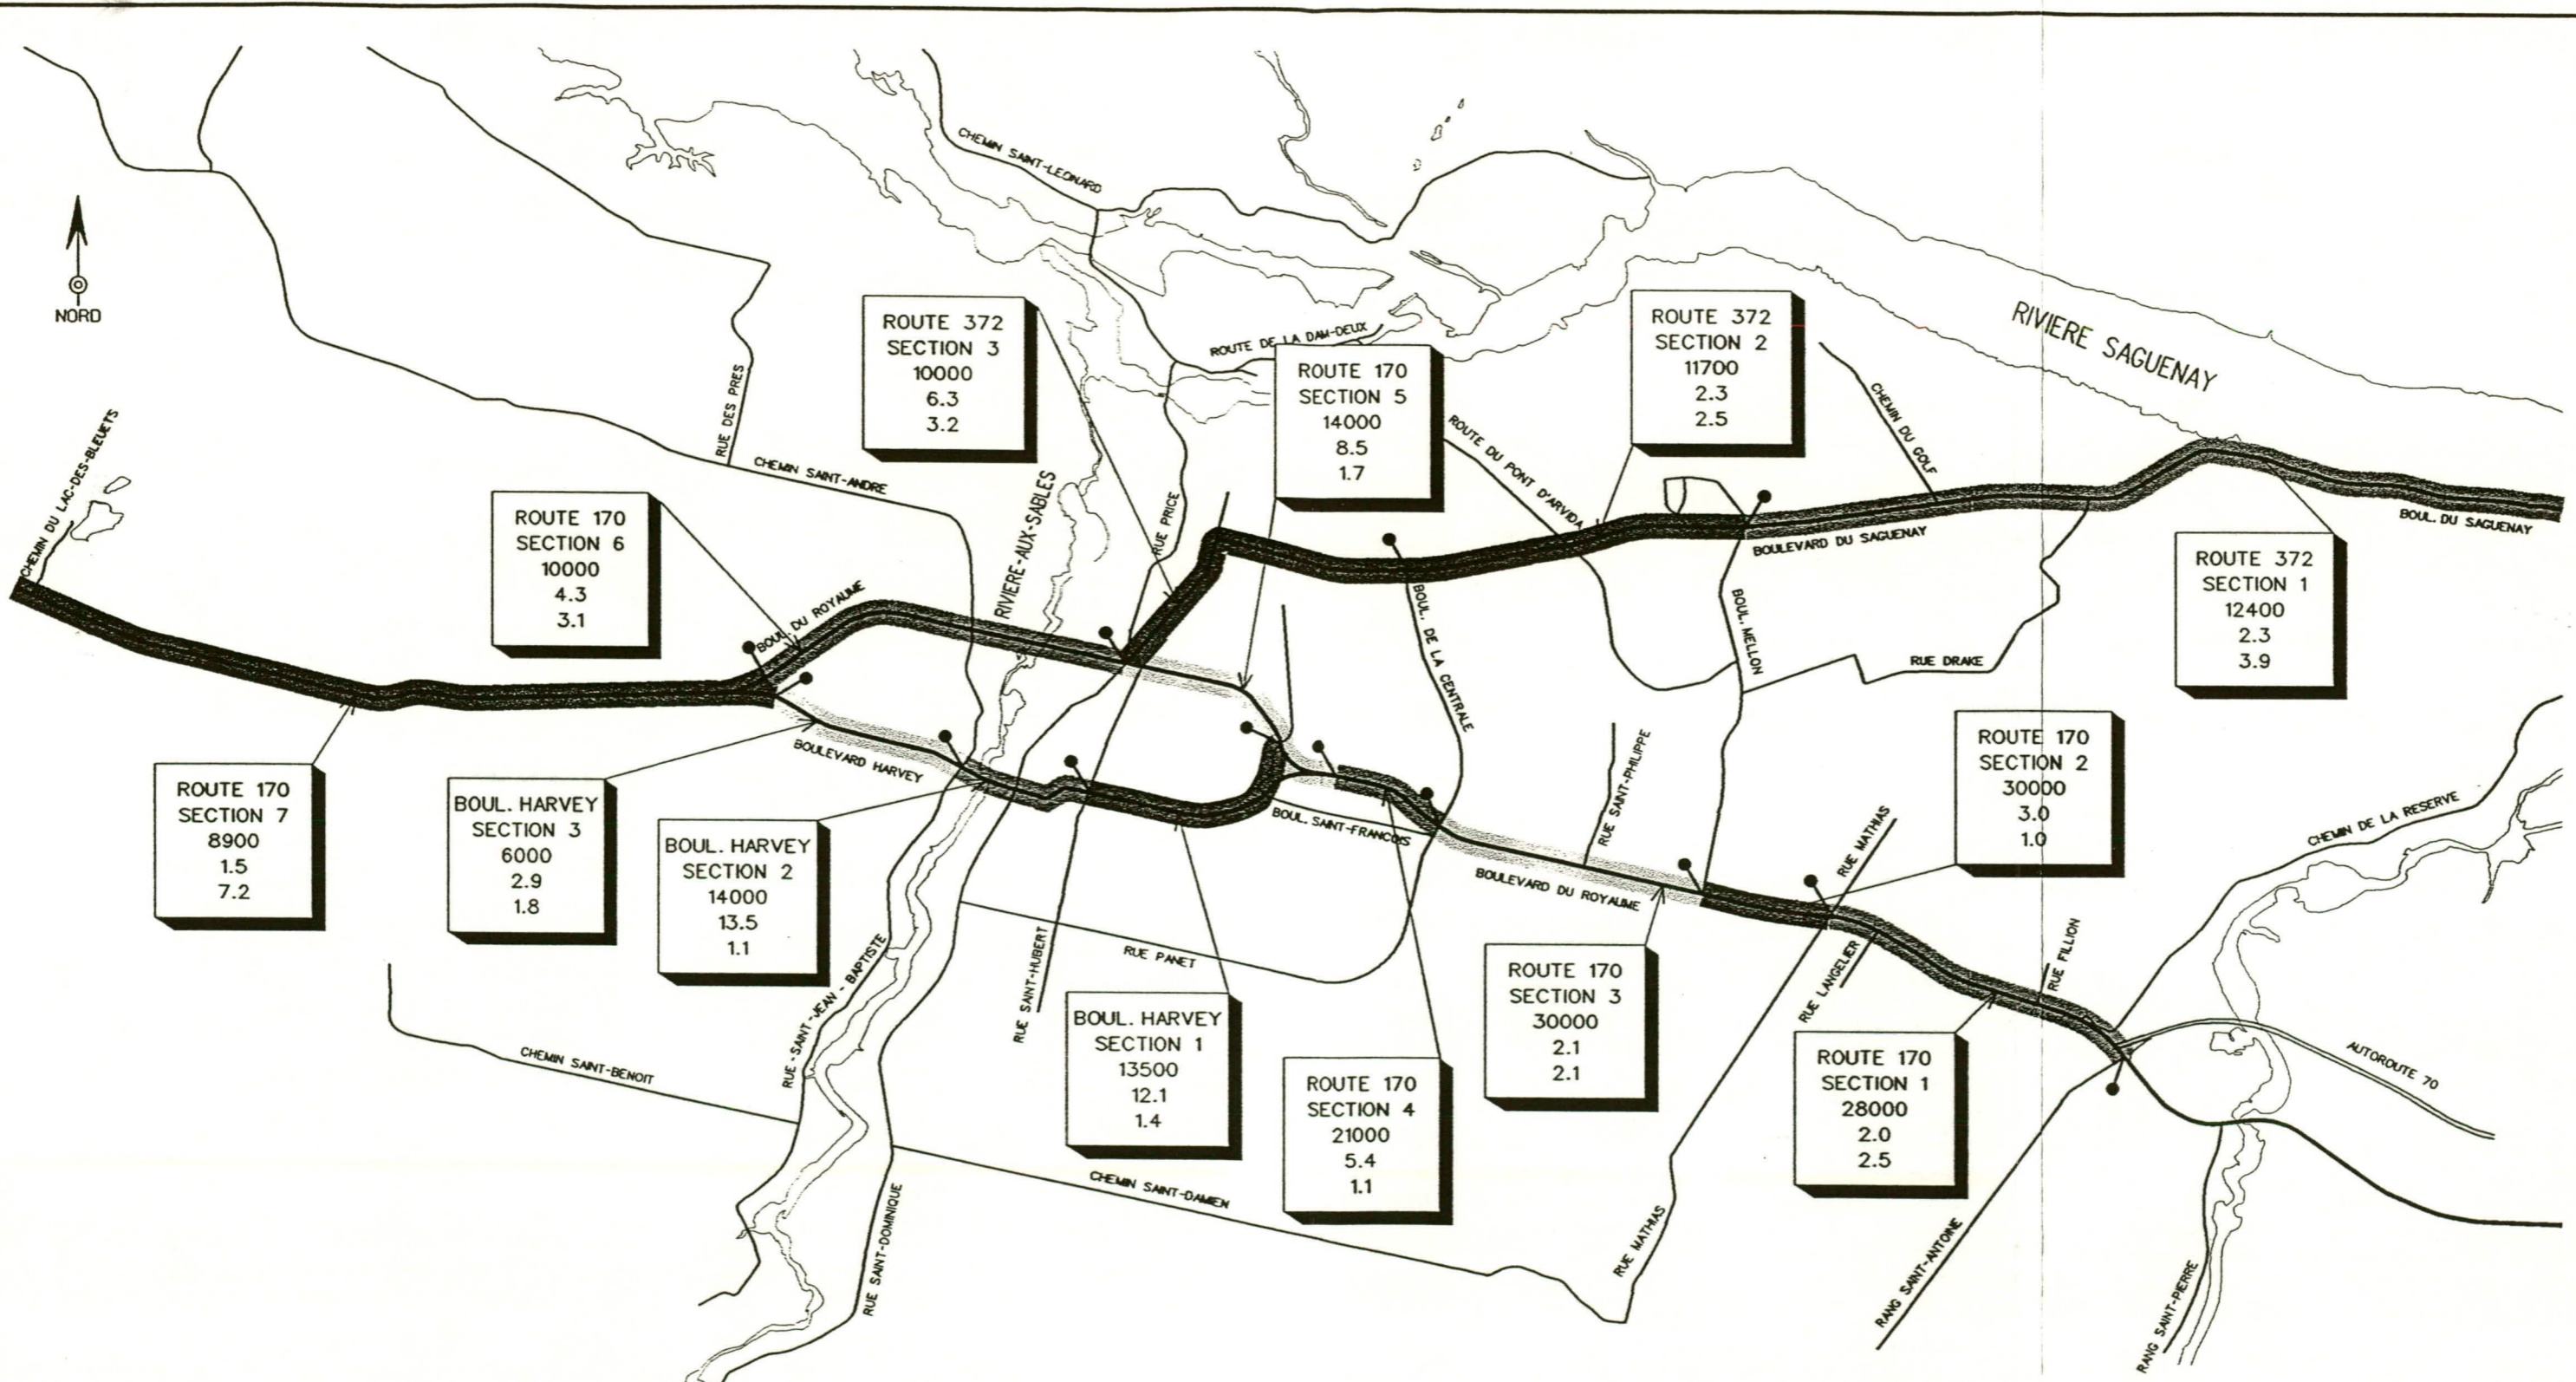 CHEMIN SAINT-LEONARD
NORD
RIVIERE SAGUENAY
ROUTE 372
SECTION 3
10000
6.3
3.2
ROUTE DE LA DAM-DEUX
ROUTE 170
SECTION 5
14000
8.5
1.7
ROUTE 372
SECTION 2
11700
2.3
2.5
CHEMIN DU GOLF
RUE DES PRES
CHEMIN DU LAC-DES-BLEUETS
CHEMIN SAINT-ANDRE
ROUTE DU PONT D'ARVIDA
RUE PRICE
RIVIERE-AUX-SABLES
ROUTE 170
SECTION 6
10000
4.3
3.1
BOUL. DU ROYAUME
BOULEVARD DU SAGUENAY
BOUL. DU SAGUENAY
ROUTE 372
SECTION 1
12400
2.3
3.9
BOUL. DE LA CENTRALE
BOUL. MELLON
RUE DRAKE
BOULEVARD HARVEY
RUE SAINT-PHILIPPE
ROUTE 170
SECTION 2
30000
3.0
1.0
ROUTE 170
SECTION 7
8900
1.5
7.2
BOUL. HARVEY
SECTION 3
6000
2.9
1.8
BOUL. HARVEY
SECTION 2
14000
13.5
1.1
BOUL. SAINT-FRANCOIS
BOULEVARD DU ROYAUME
RUE MATHIAS
CHEMIN DE LA RESERVE
RUE PANET
RUE SAINT-HUBERT
RUE-SAINT-JEAN-BAPTISTE
RUE LANGELIER
RUE FILLION
BOUL. HARVEY
SECTION 1
13500
12.1
1.4
ROUTE 170
SECTION 3
30000
2.1
2.1
ROUTE 170
SECTION 4
21000
5.4
1.1
ROUTE 170
SECTION 1
28000
2.0
2.5
AUTOROUTE 70
CHEMIN SAINT-BENOIT
CHEMIN SAINT-DAMIEN
RUE SAINT-DOMINIQUE
RUE MATHIAS
RANG SAINT-ANTOINE
RANG SAINT-PIERRE